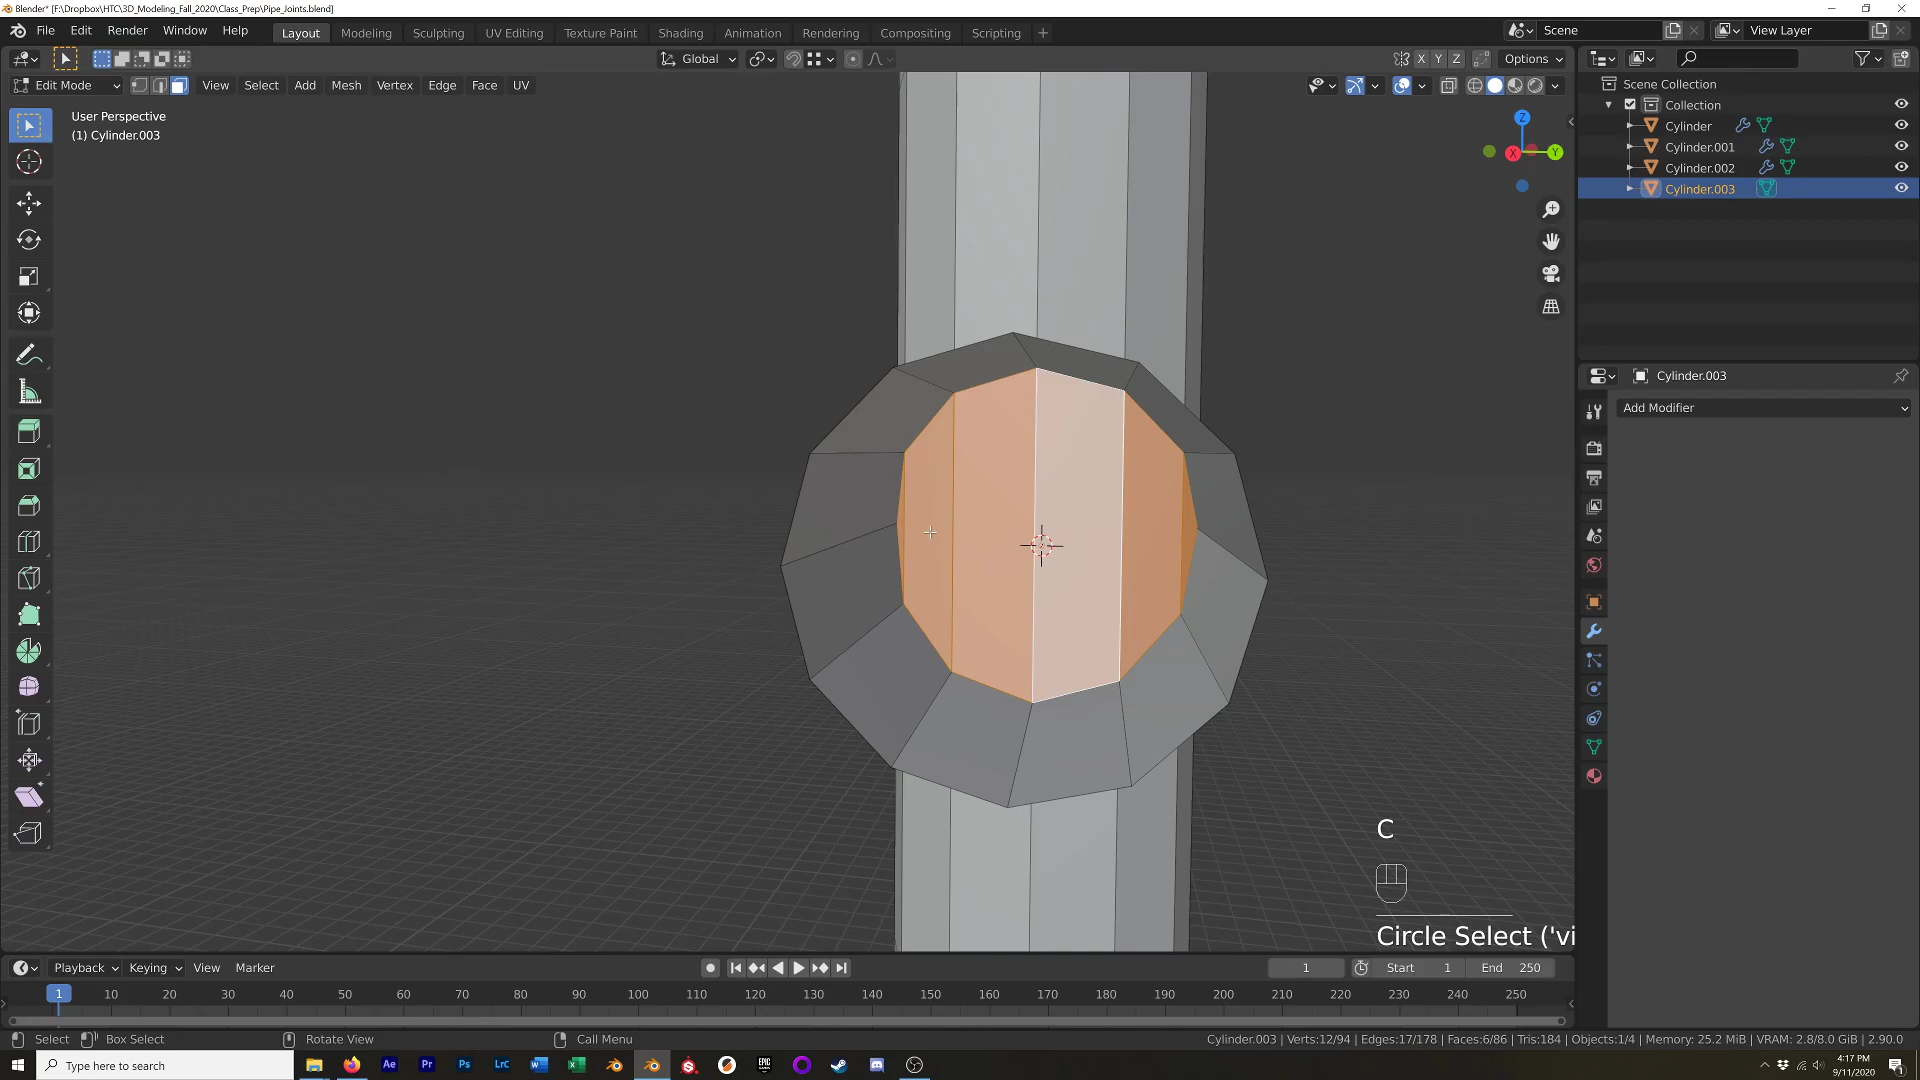 Blender* [F:\Dropbox\HTC\3D_Modeling_Fall_2020\Class_Prep\Pipe_Joints.blend]
File Edit Render Window Help Layout Modeling Sculpting UV Editing Texture Paint Shading Animation Rendering Compositing Scripting + Scene View Layer
Global X Y Z Options
Edit Mode View Select Add Mesh Vertex Edge Face UV
User Perspective
(1) Cylinder.003
Z
X Y
Scene Collection
Collection
Cylinder
Cylinder.001
Cylinder.002
Cylinder.003
Cylinder.003
Add Modifier
C
Circle Select ('vi
Playback Keying View Marker 1 Start 1 End 250
1 10 20 30 40 50 60 70 80 90 100 110 120 130 140 150 160 170 180 190 200 210 220 230 240 250
Select Box Select Rotate View Call Menu Cylinder.003 | Verts:12/94 | Edges:17/178 | Faces:6/86 | Tris:184 | Objects:1/4 | Memory: 25.2 MiB | VRAM: 2.8/8.0 GiB | 2.90.0
Type here to search Ae Pr Ps Lrc 4:17 PM
9/11/2020